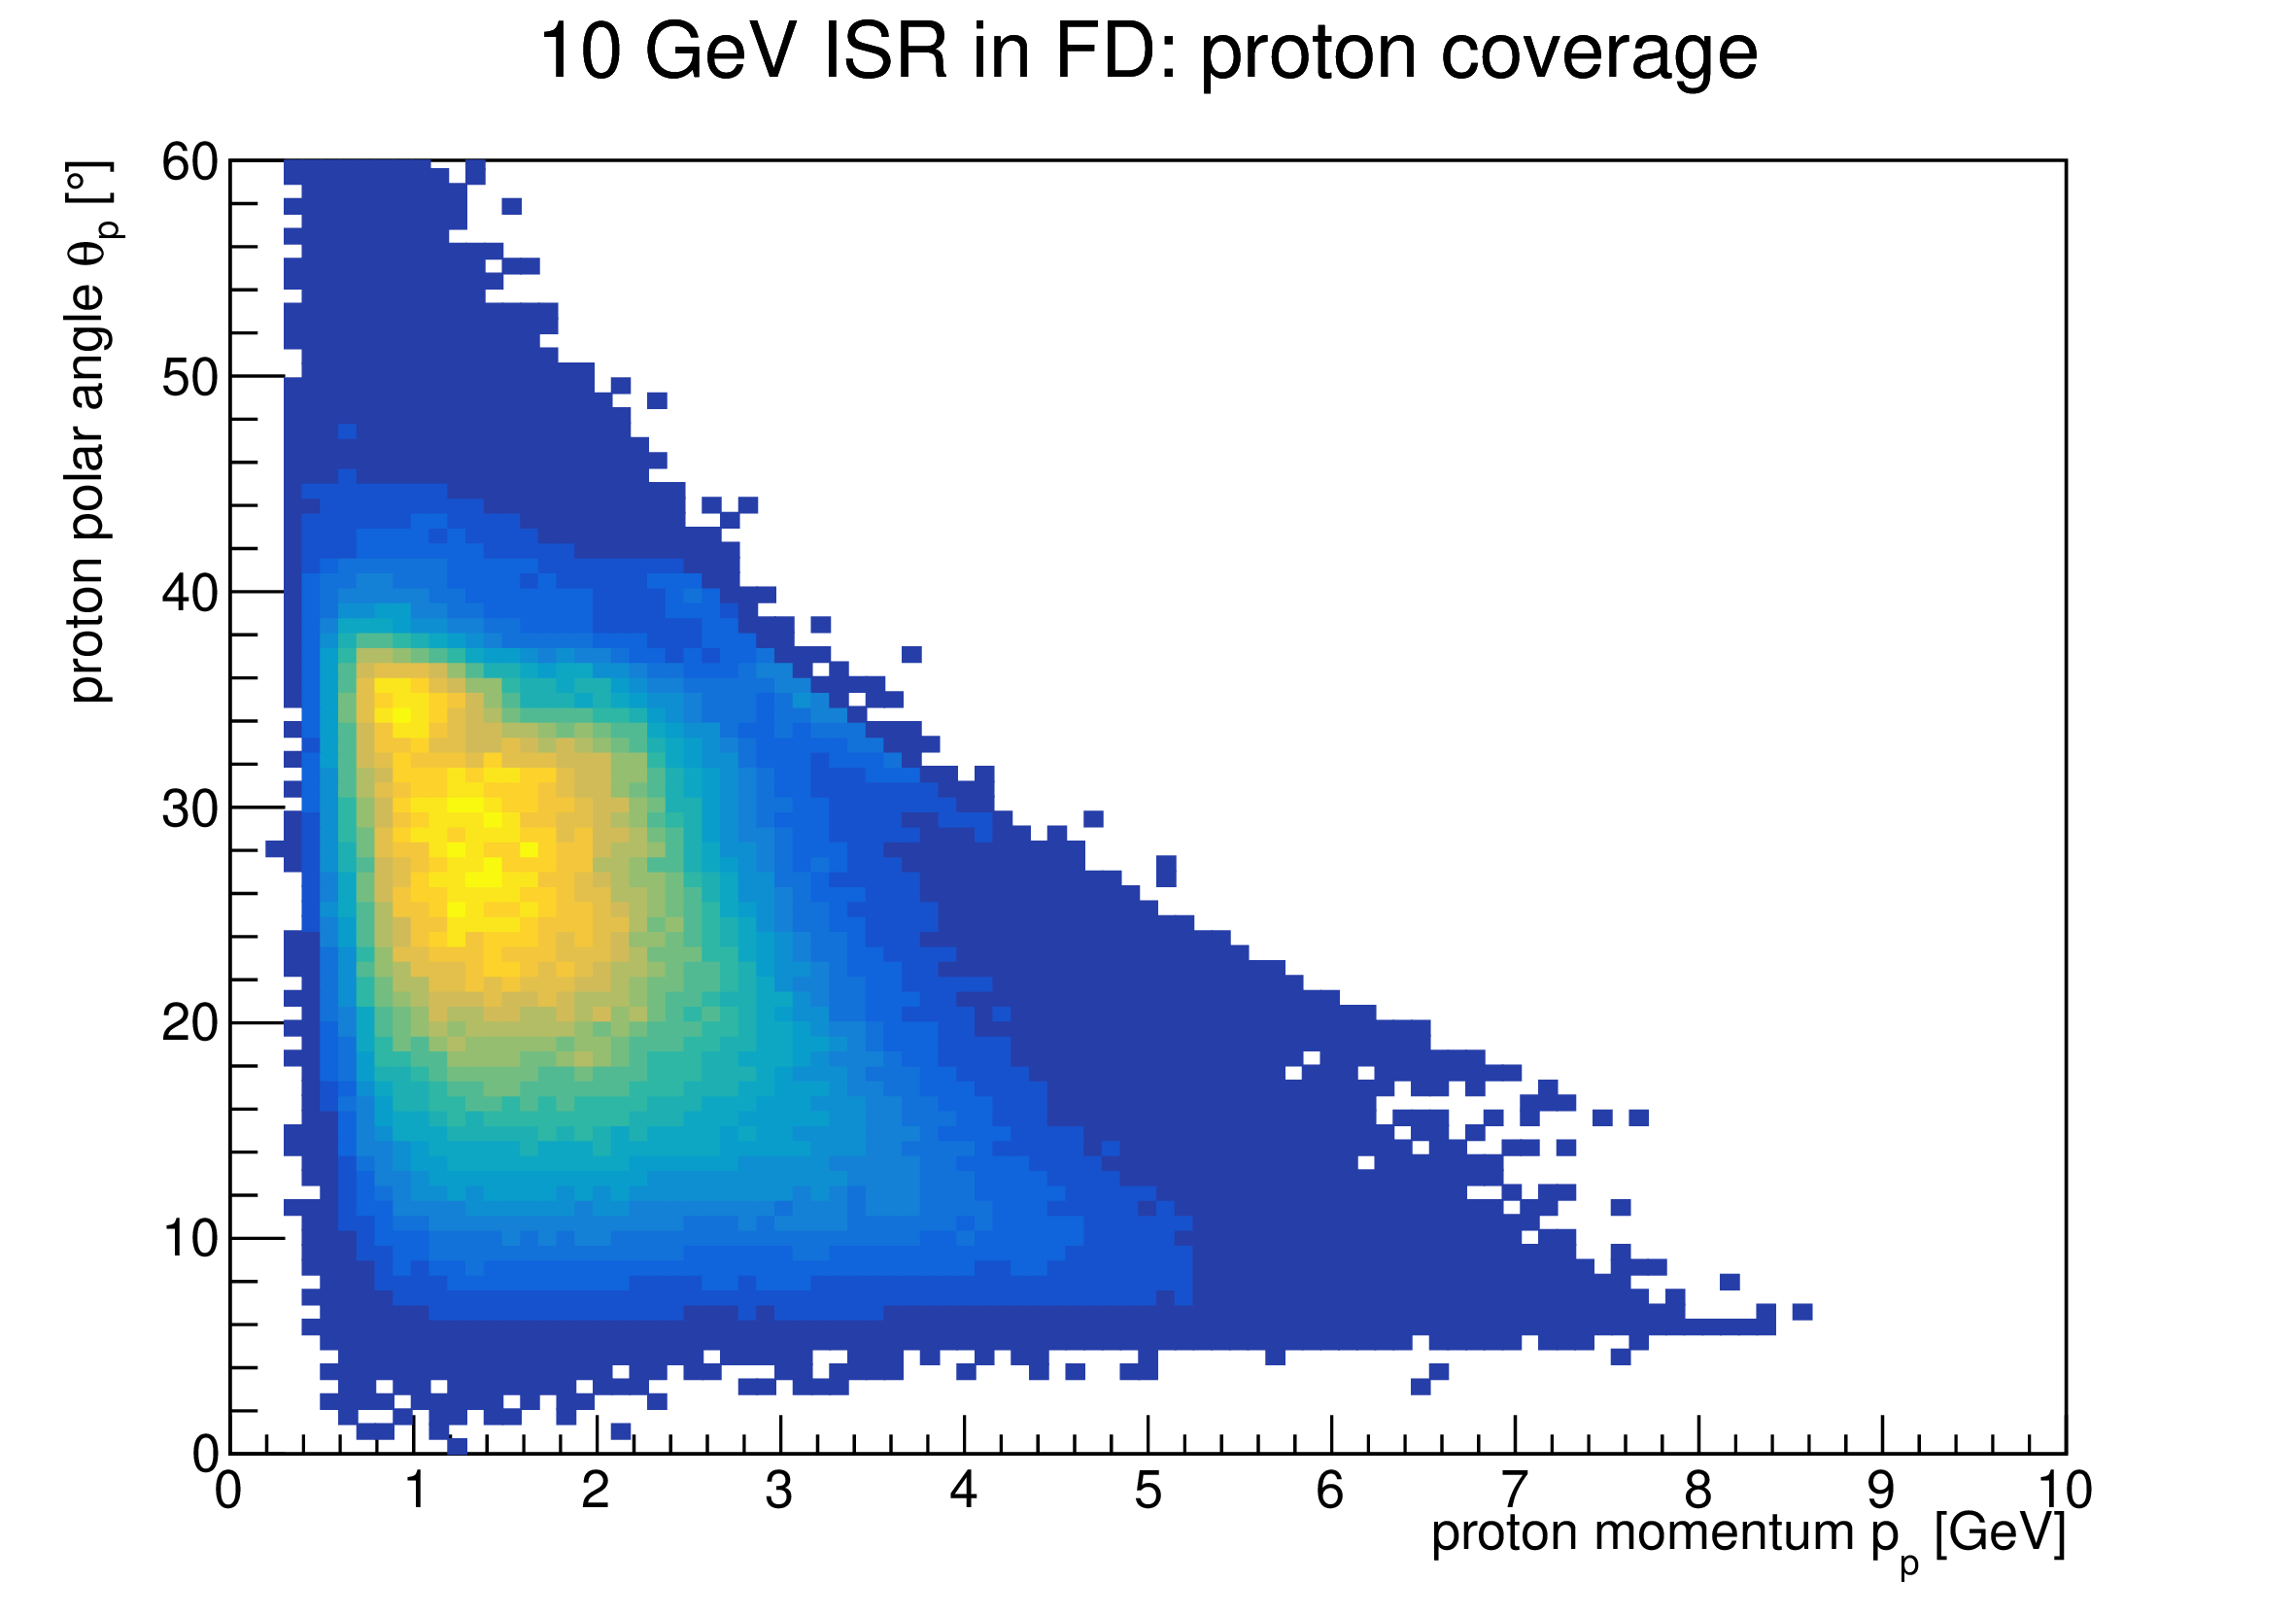 10 GeV ISR in FD: proton coverage
proton polar angle θp [°]
60
50
40
30
20
10
0
0 1 2 3 4 5 6 7 8 9 10
proton momentum pp [GeV]